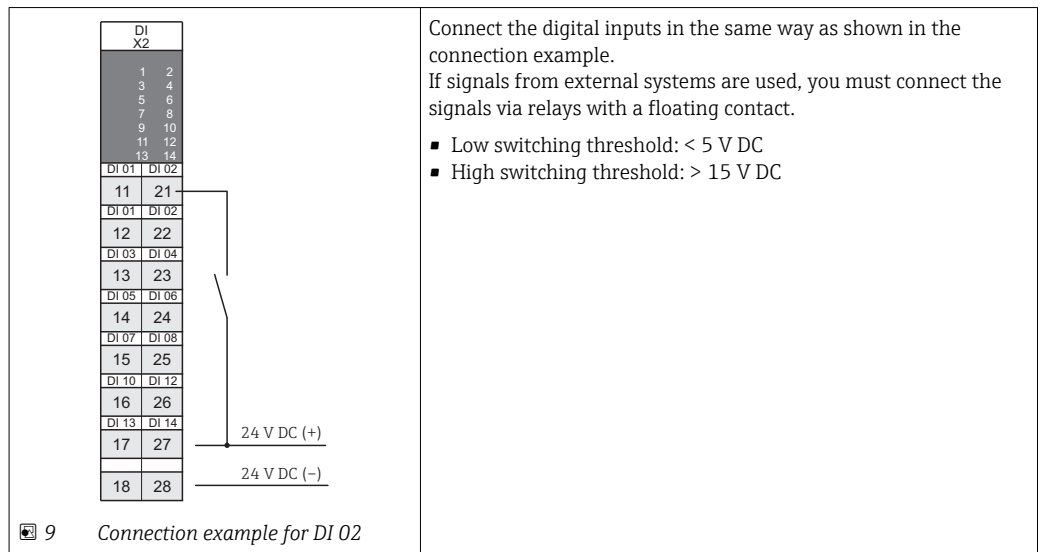 DI
X2
1 2
3 4
5 6
7 8
9 10
11 12
13 14
DI 01 DI 02
11 21
DI 01 DI 02
12 22
DI 03 DI 04
13 23
DI 05 DI 06
14 24
DI 07 DI 08
15 25
DI 10 DI 12
16 26
DI 13 DI 14
17 27
24 V DC (+)
18 28
24 V DC (−)
9 Connection example for DI 02
Connect the digital inputs in the same way as shown in the
connection example.
If signals from external systems are used, you must connect the
signals via relays with a floating contact.
▪ Low switching threshold: < 5 V DC
▪ High switching threshold: > 15 V DC